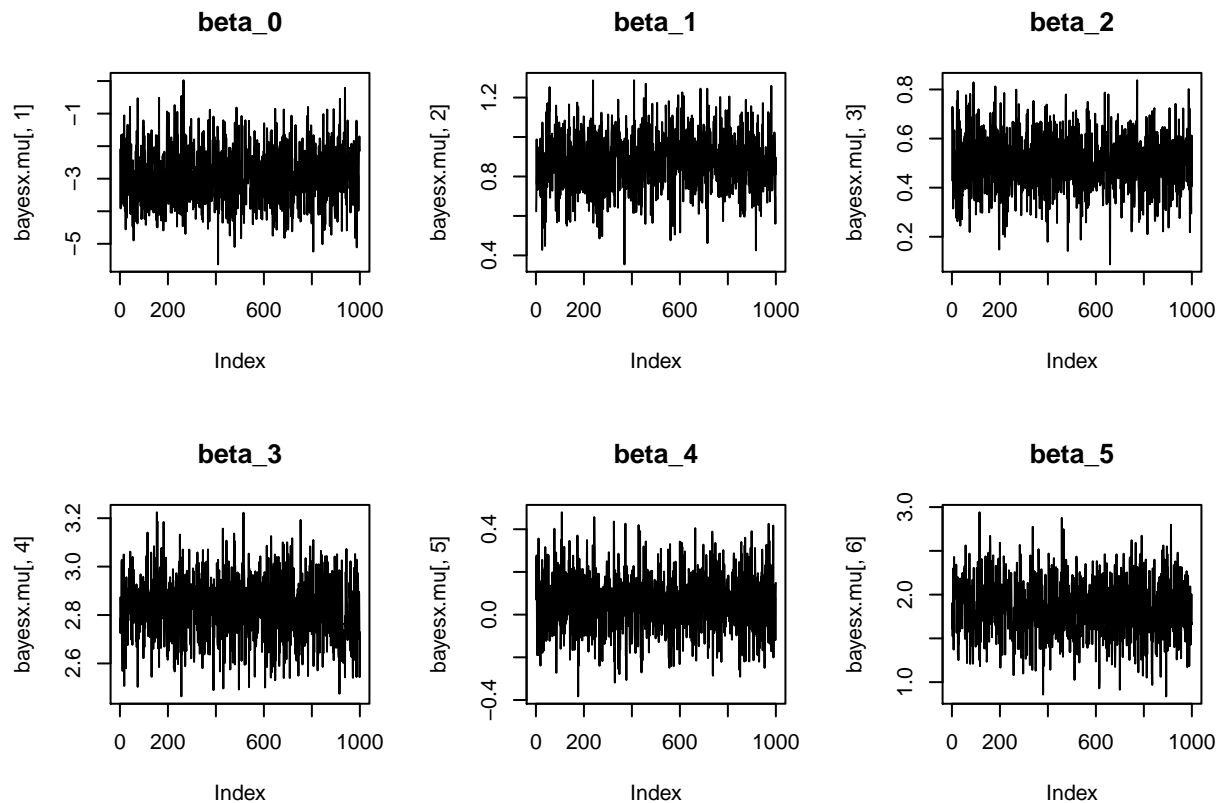 beta_0
bayesx.mu[, 1]
−1
−3
−5
0 200 600 1000
Index
beta_1
bayesx.mu[, 2]
1.2
0.8
0.4
0 200 600 1000
Index
beta_2
bayesx.mu[, 3]
0.8
0.6
0.4
0.2
0 200 600 1000
Index
beta_3
bayesx.mu[, 4]
3.2
3.0
2.8
2.6
0 200 600 1000
Index
beta_4
bayesx.mu[, 5]
0.4
0.0
−0.4
0 200 600 1000
Index
beta_5
bayesx.mu[, 6]
3.0
2.0
1.0
0 200 600 1000
Index